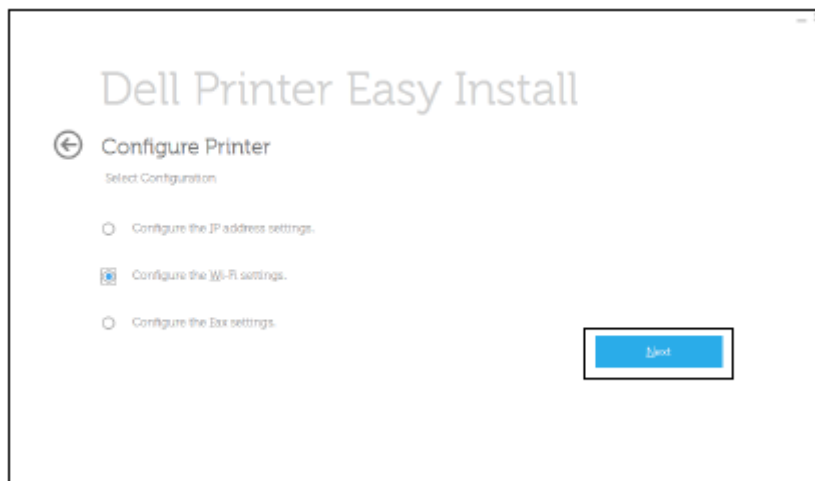 Dell Printer Easy Install
Configure Printer
Select Configuration
Configure the IP address settings.
Configure the Wi-Fi settings.
Configure the Fax settings.
Next